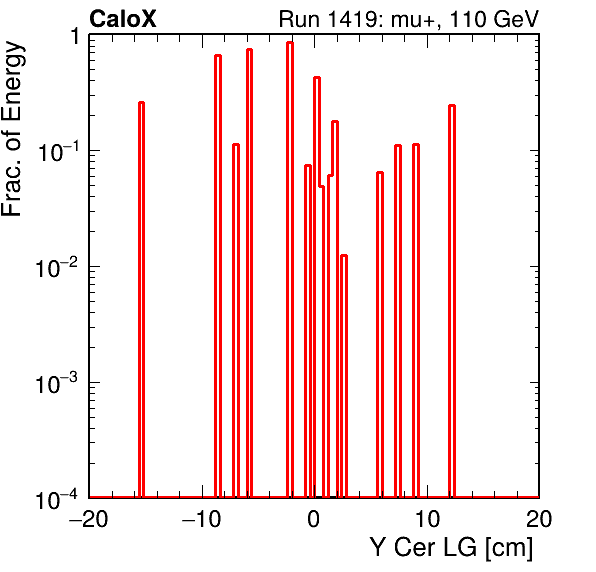 CaloX Run 1419: mu+, 110 GeV
Frac. of Energy
1
10⁻¹
10⁻²
10⁻³
10⁻⁴
−20 −10 0 10 20
Y Cer LG [cm]